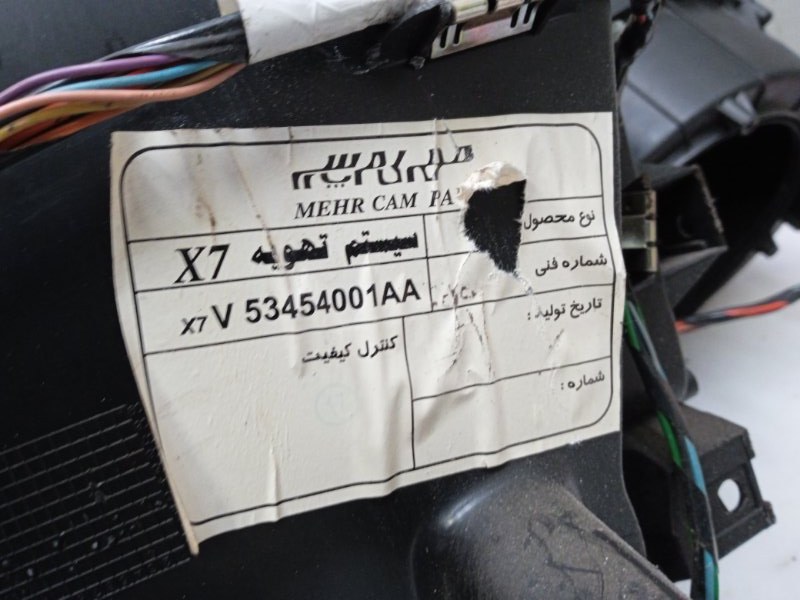 MEHR CAM PA
نوع محصول
سیستم تهویه X7
شماره فنی
X7 V 53454001AA
تاریخ تولید:
کنترل کیفیت
شماره: